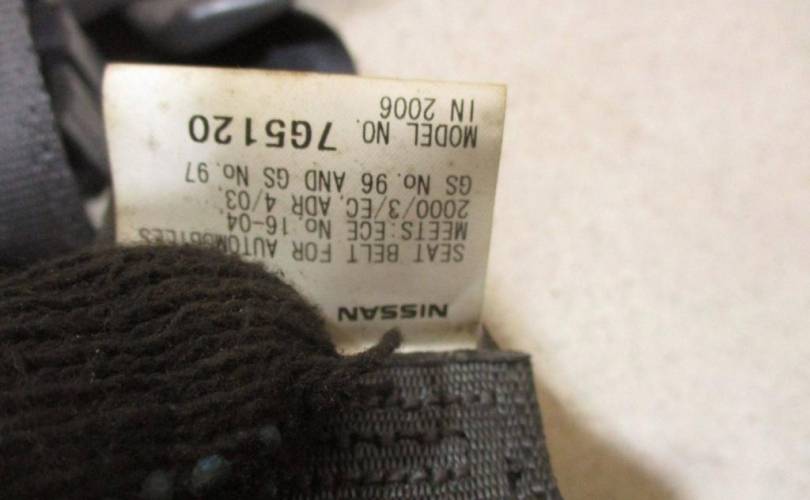 NISSAN
SEAT BELT FOR AUTOMOBILES
MEETS:ECE No.16-04
2000/3/EC. ADR 4/03.
GS No. 96 AND GS No. 97
MODEL NO. 7G5120
IN 2006